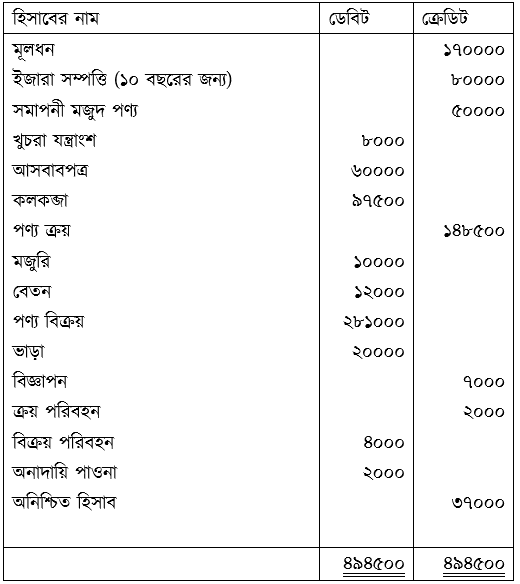 হিসাবের নাম ডেবিট ক্রেডিট
মূলধন ১৭০০০০
ইজারা সম্পত্তি (১০ বছরের জন্য) ৮০০০০
সমাপনী মজুদ পণ্য ৫০০০০
খুচরা যন্ত্রাংশ ৮০০০
আসবাবপত্র ৬০০০০
কলকব্জা ৯৭৫০০
পণ্য ক্রয় ১৪৮৫০০
মজুরি ১০০০০
বেতন ১২০০০
পণ্য বিক্রয় ২৮১০০০
ভাড়া ২০০০০
বিজ্ঞাপন ৭০০০
ক্রয় পরিবহন ২০০০
বিক্রয় পরিবহন ৪০০০
অনাদায়ি পাওনা ২০০০
অনিশ্চিত হিসাব ৩৭০০০
৪৯৪৫০০ ৪৯৪৫০০